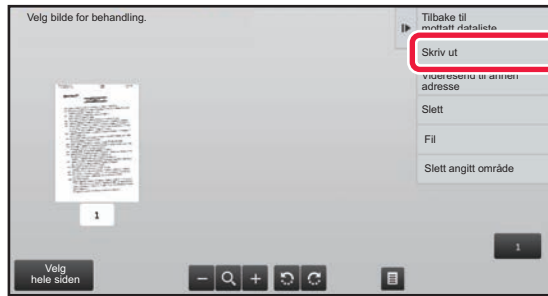 Velg bilde for behandling.
Tilbake til
mottatt dataliste
Skriv ut
Videresend til annen
adresse
Slett
Fil
Slett angitt område
1
1
Velg
hele siden